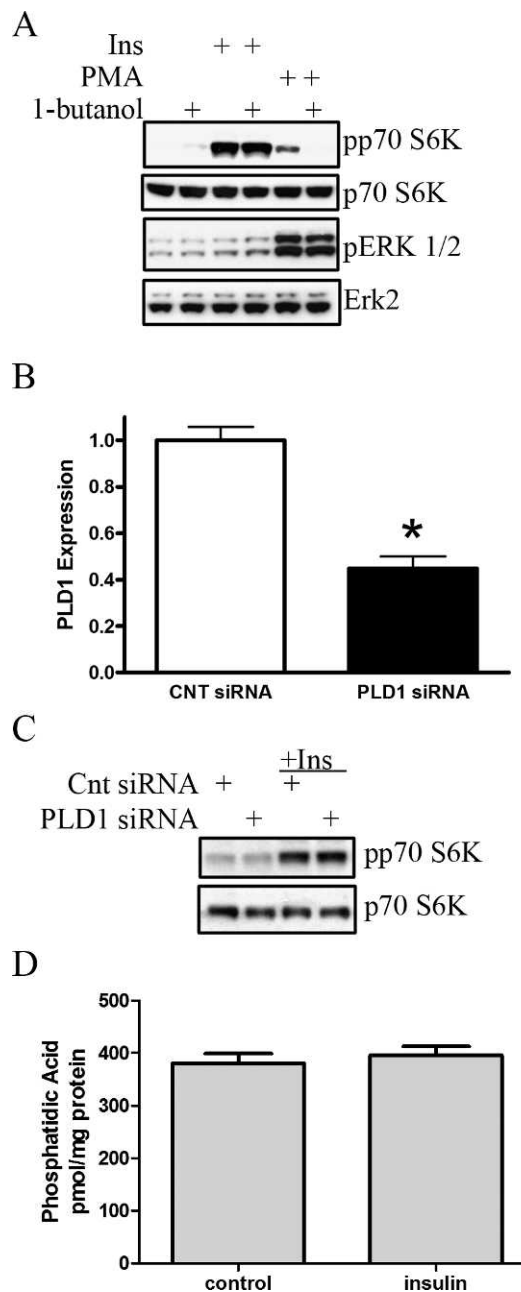 A
Ins + +
PMA + +
1-butanol + + +
pp70 S6K
p70 S6K
pERK 1/2
Erk2
B
PLD1 Expression
1.0
0.8
0.6
0.4
0.2
0.0
*
CNT siRNA PLD1 siRNA
C
+Ins
Cnt siRNA + +
PLD1 siRNA + +
pp70 S6K
p70 S6K
D
Phosphatidic Acid
pmol/mg protein
500
400
300
200
100
0
control insulin